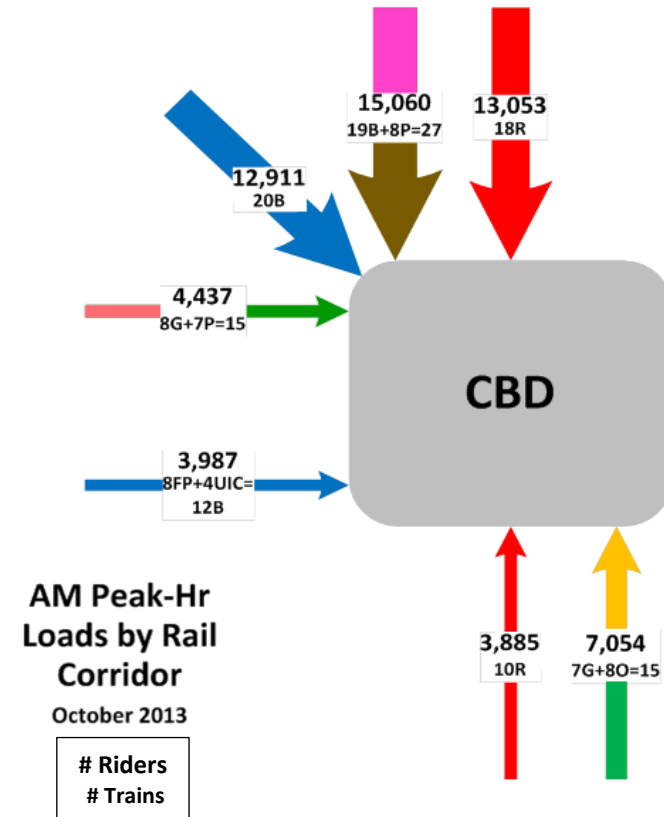 15,060
19B+8P=27
13,053
18R
12,911
20B
4,437
8G+7P=15
CBD
3,987
8FP+4UIC=
12B
3,885
10R
7,054
7G+8O=15
AM Peak-Hr
Loads by Rail
Corridor
October 2013
# Riders
# Trains